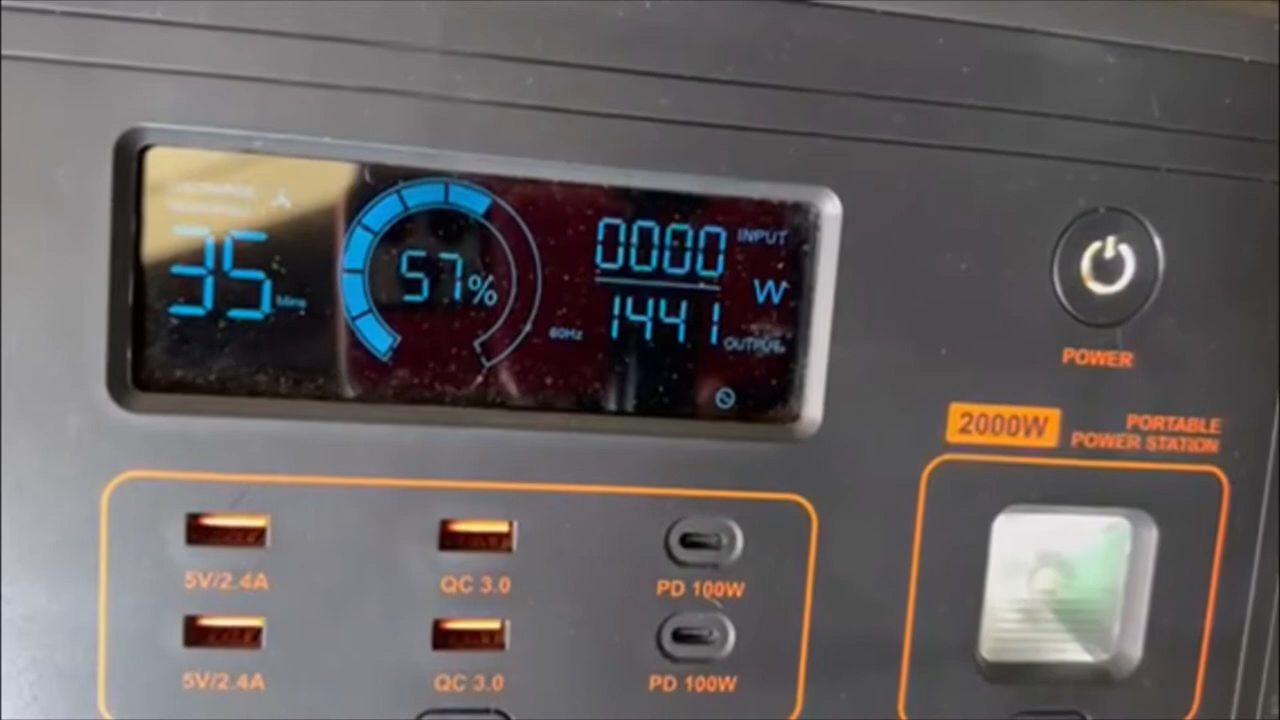 35 Mins
57%
60Hz
0000 INPUT
W
1441 OUTPUT
POWER
2000W PORTABLE
POWER STATION
5V/2.4A QC 3.0 PD 100W
5V/2.4A QC 3.0 PD 100W